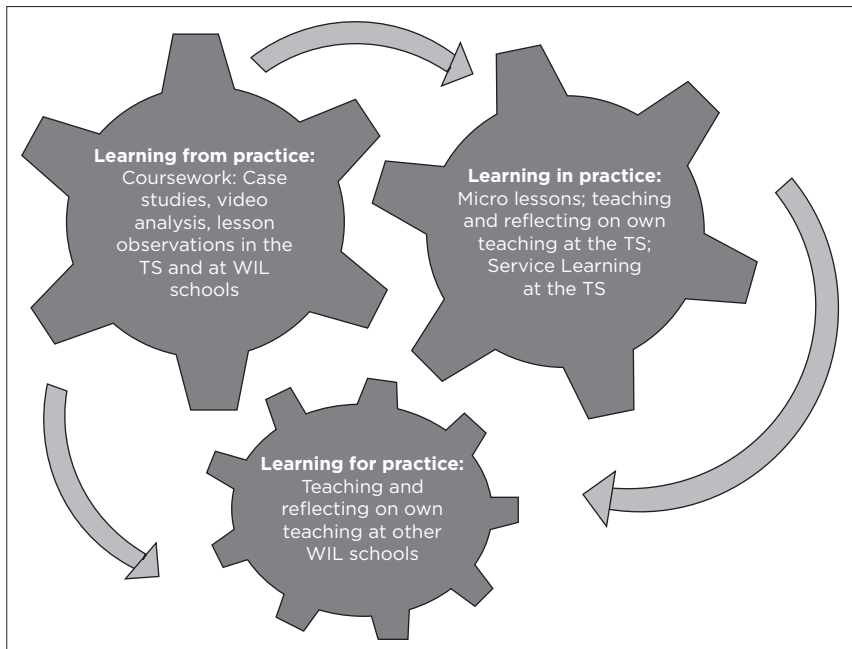 Learning from practice:
Coursework: Case
studies, video
analysis, lesson
observations in the
TS and at WIL
schools
Learning in practice:
Micro lessons; teaching
and reflecting on own
teaching at the TS;
Service Learning
at the TS
Learning for practice:
Teaching and
reflecting on own
teaching at other
WIL schools